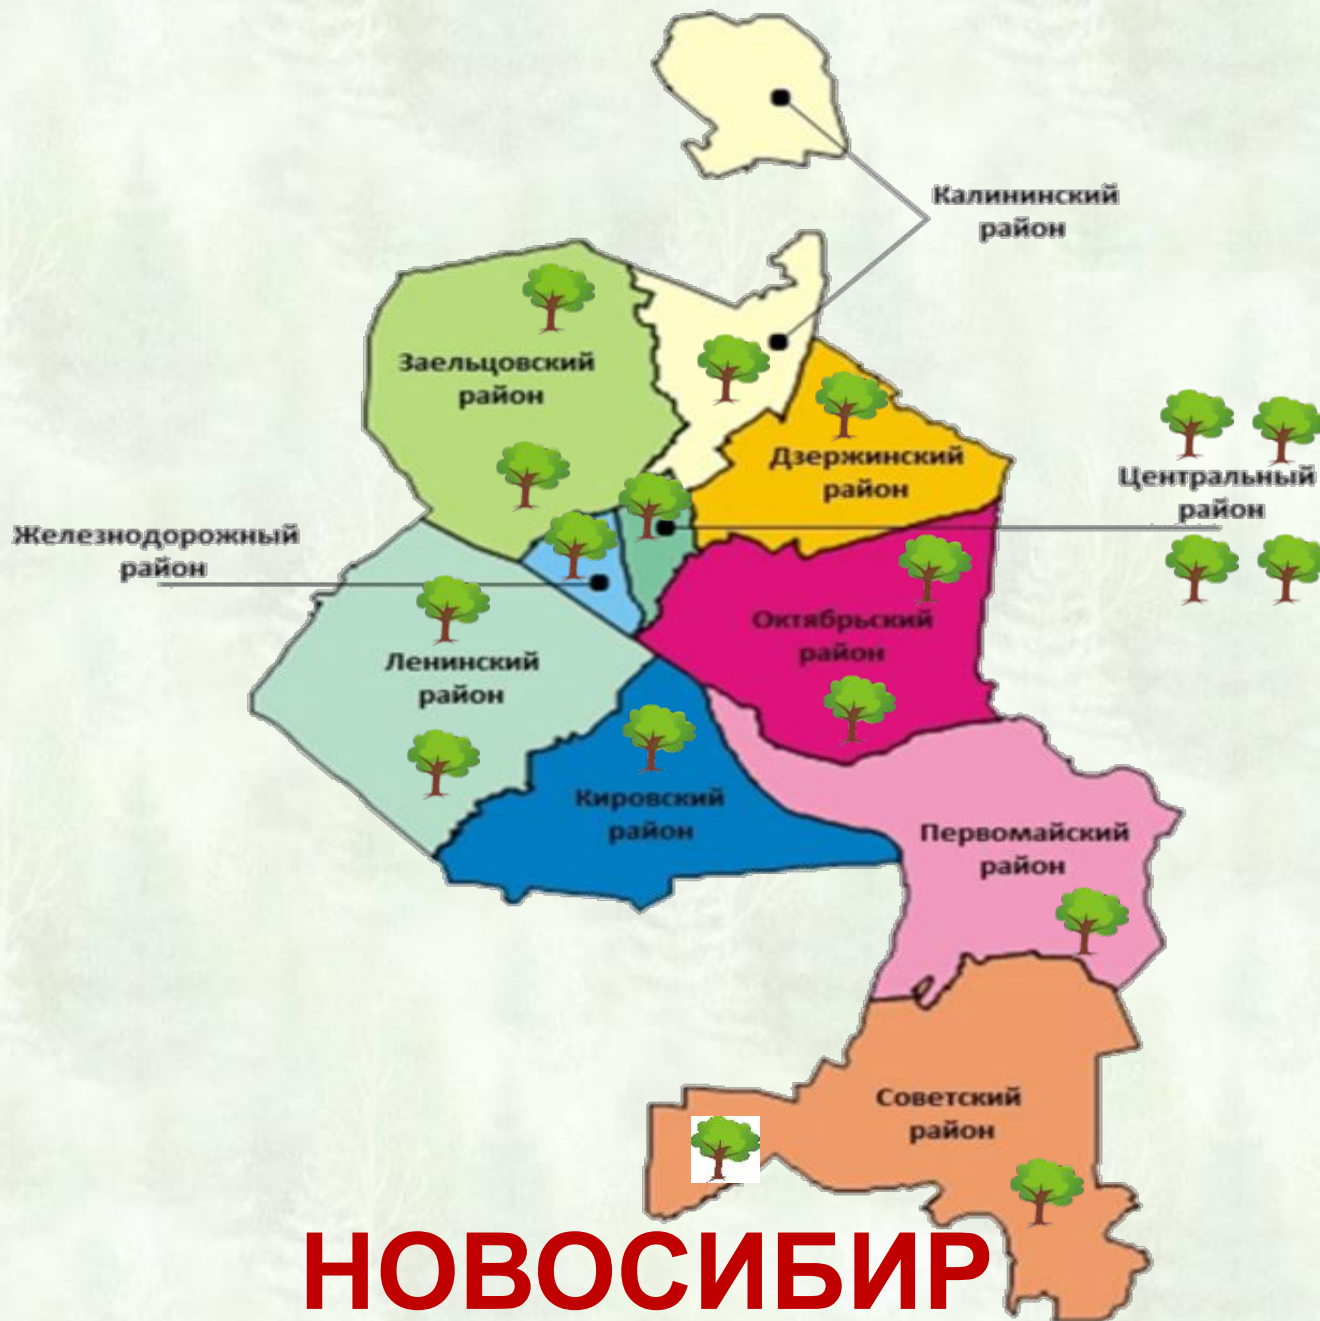 Калининский
район
Заельцовский
район
Дзержинский
район
Центральный
район
Железнодорожный
район
Октябрьский
район
Ленинский
район
Кировский
район
Первомайский
район
Советский
район
НОВОСИБИР